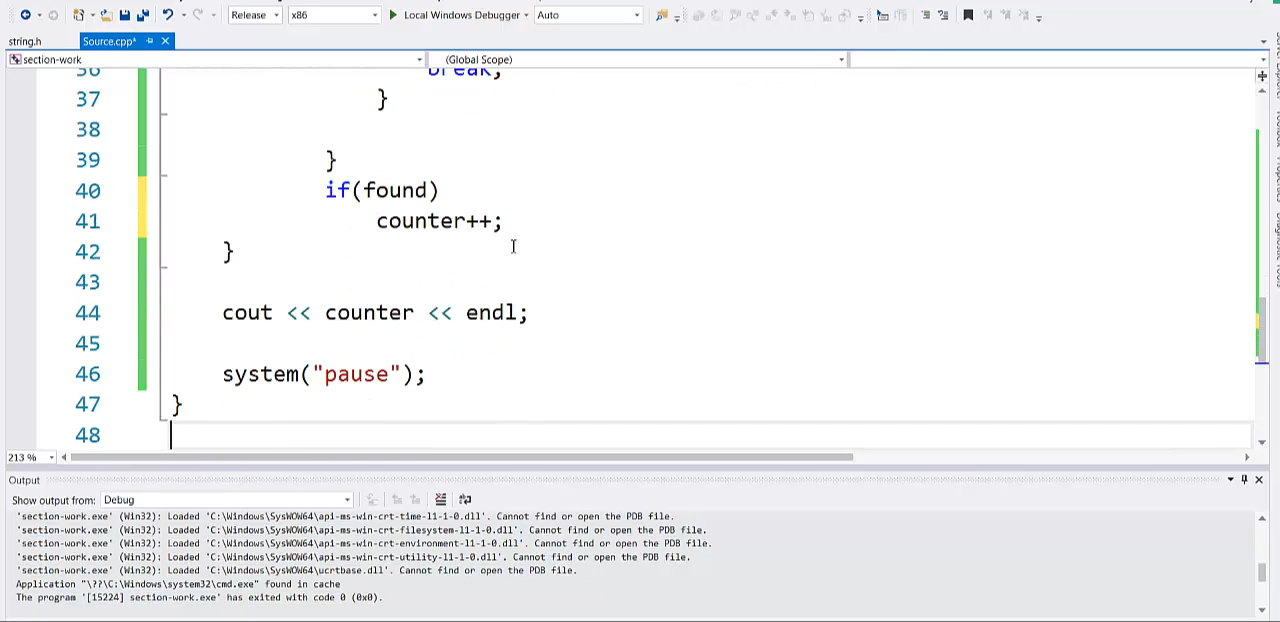 Release x86 Local Windows Debugger Auto
string.h Source.cpp*
section-work (Global Scope)
36 break;
37 }
38
39 }
40 if(found)
41 counter++;
42 }
43
44 cout << counter << endl;
45
46 system("pause");
47 }
48
213 %
Output
Show output from: Debug
'section-work.exe' (Win32): Loaded 'C:\Windows\SysWOW64\api-ms-win-crt-time-l1-1-0.dll'. Cannot find or open the PDB file.
'section-work.exe' (Win32): Loaded 'C:\Windows\SysWOW64\api-ms-win-crt-filesystem-l1-1-0.dll'. Cannot find or open the PDB file.
'section-work.exe' (Win32): Loaded 'C:\Windows\SysWOW64\api-ms-win-crt-environment-l1-1-0.dll'. Cannot find or open the PDB file.
'section-work.exe' (Win32): Loaded 'C:\Windows\SysWOW64\api-ms-win-crt-utility-l1-1-0.dll'. Cannot find or open the PDB file.
'section-work.exe' (Win32): Loaded 'C:\Windows\SysWOW64\ucrtbase.dll'. Cannot find or open the PDB file.
Application "\??\C:\Windows\system32\cmd.exe" found in cache
The program '[15224] section-work.exe' has exited with code 0 (0x0).